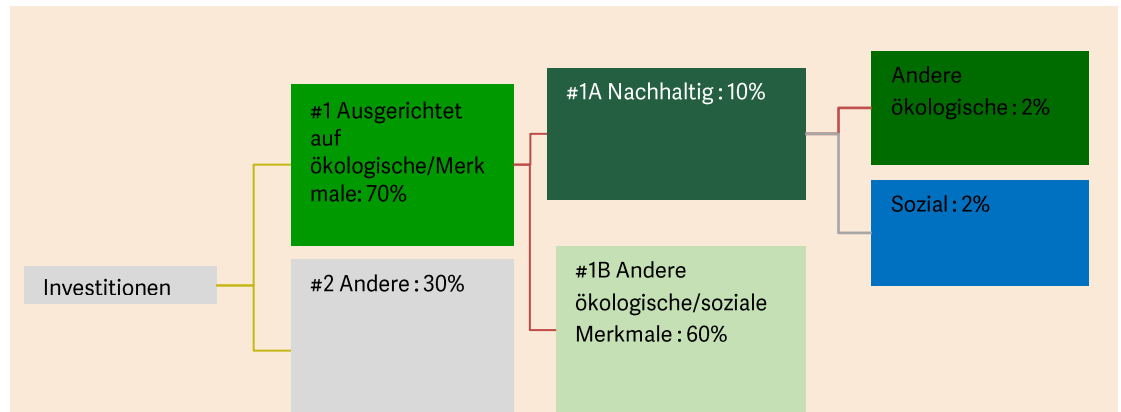 Investitionen
#1 Ausgerichtet
auf
ökologische/Merk
male: 70%
#2 Andere : 30%
#1A Nachhaltig : 10%
#1B Andere
ökologische/soziale
Merkmale : 60%
Andere
ökologische : 2%
Sozial : 2%